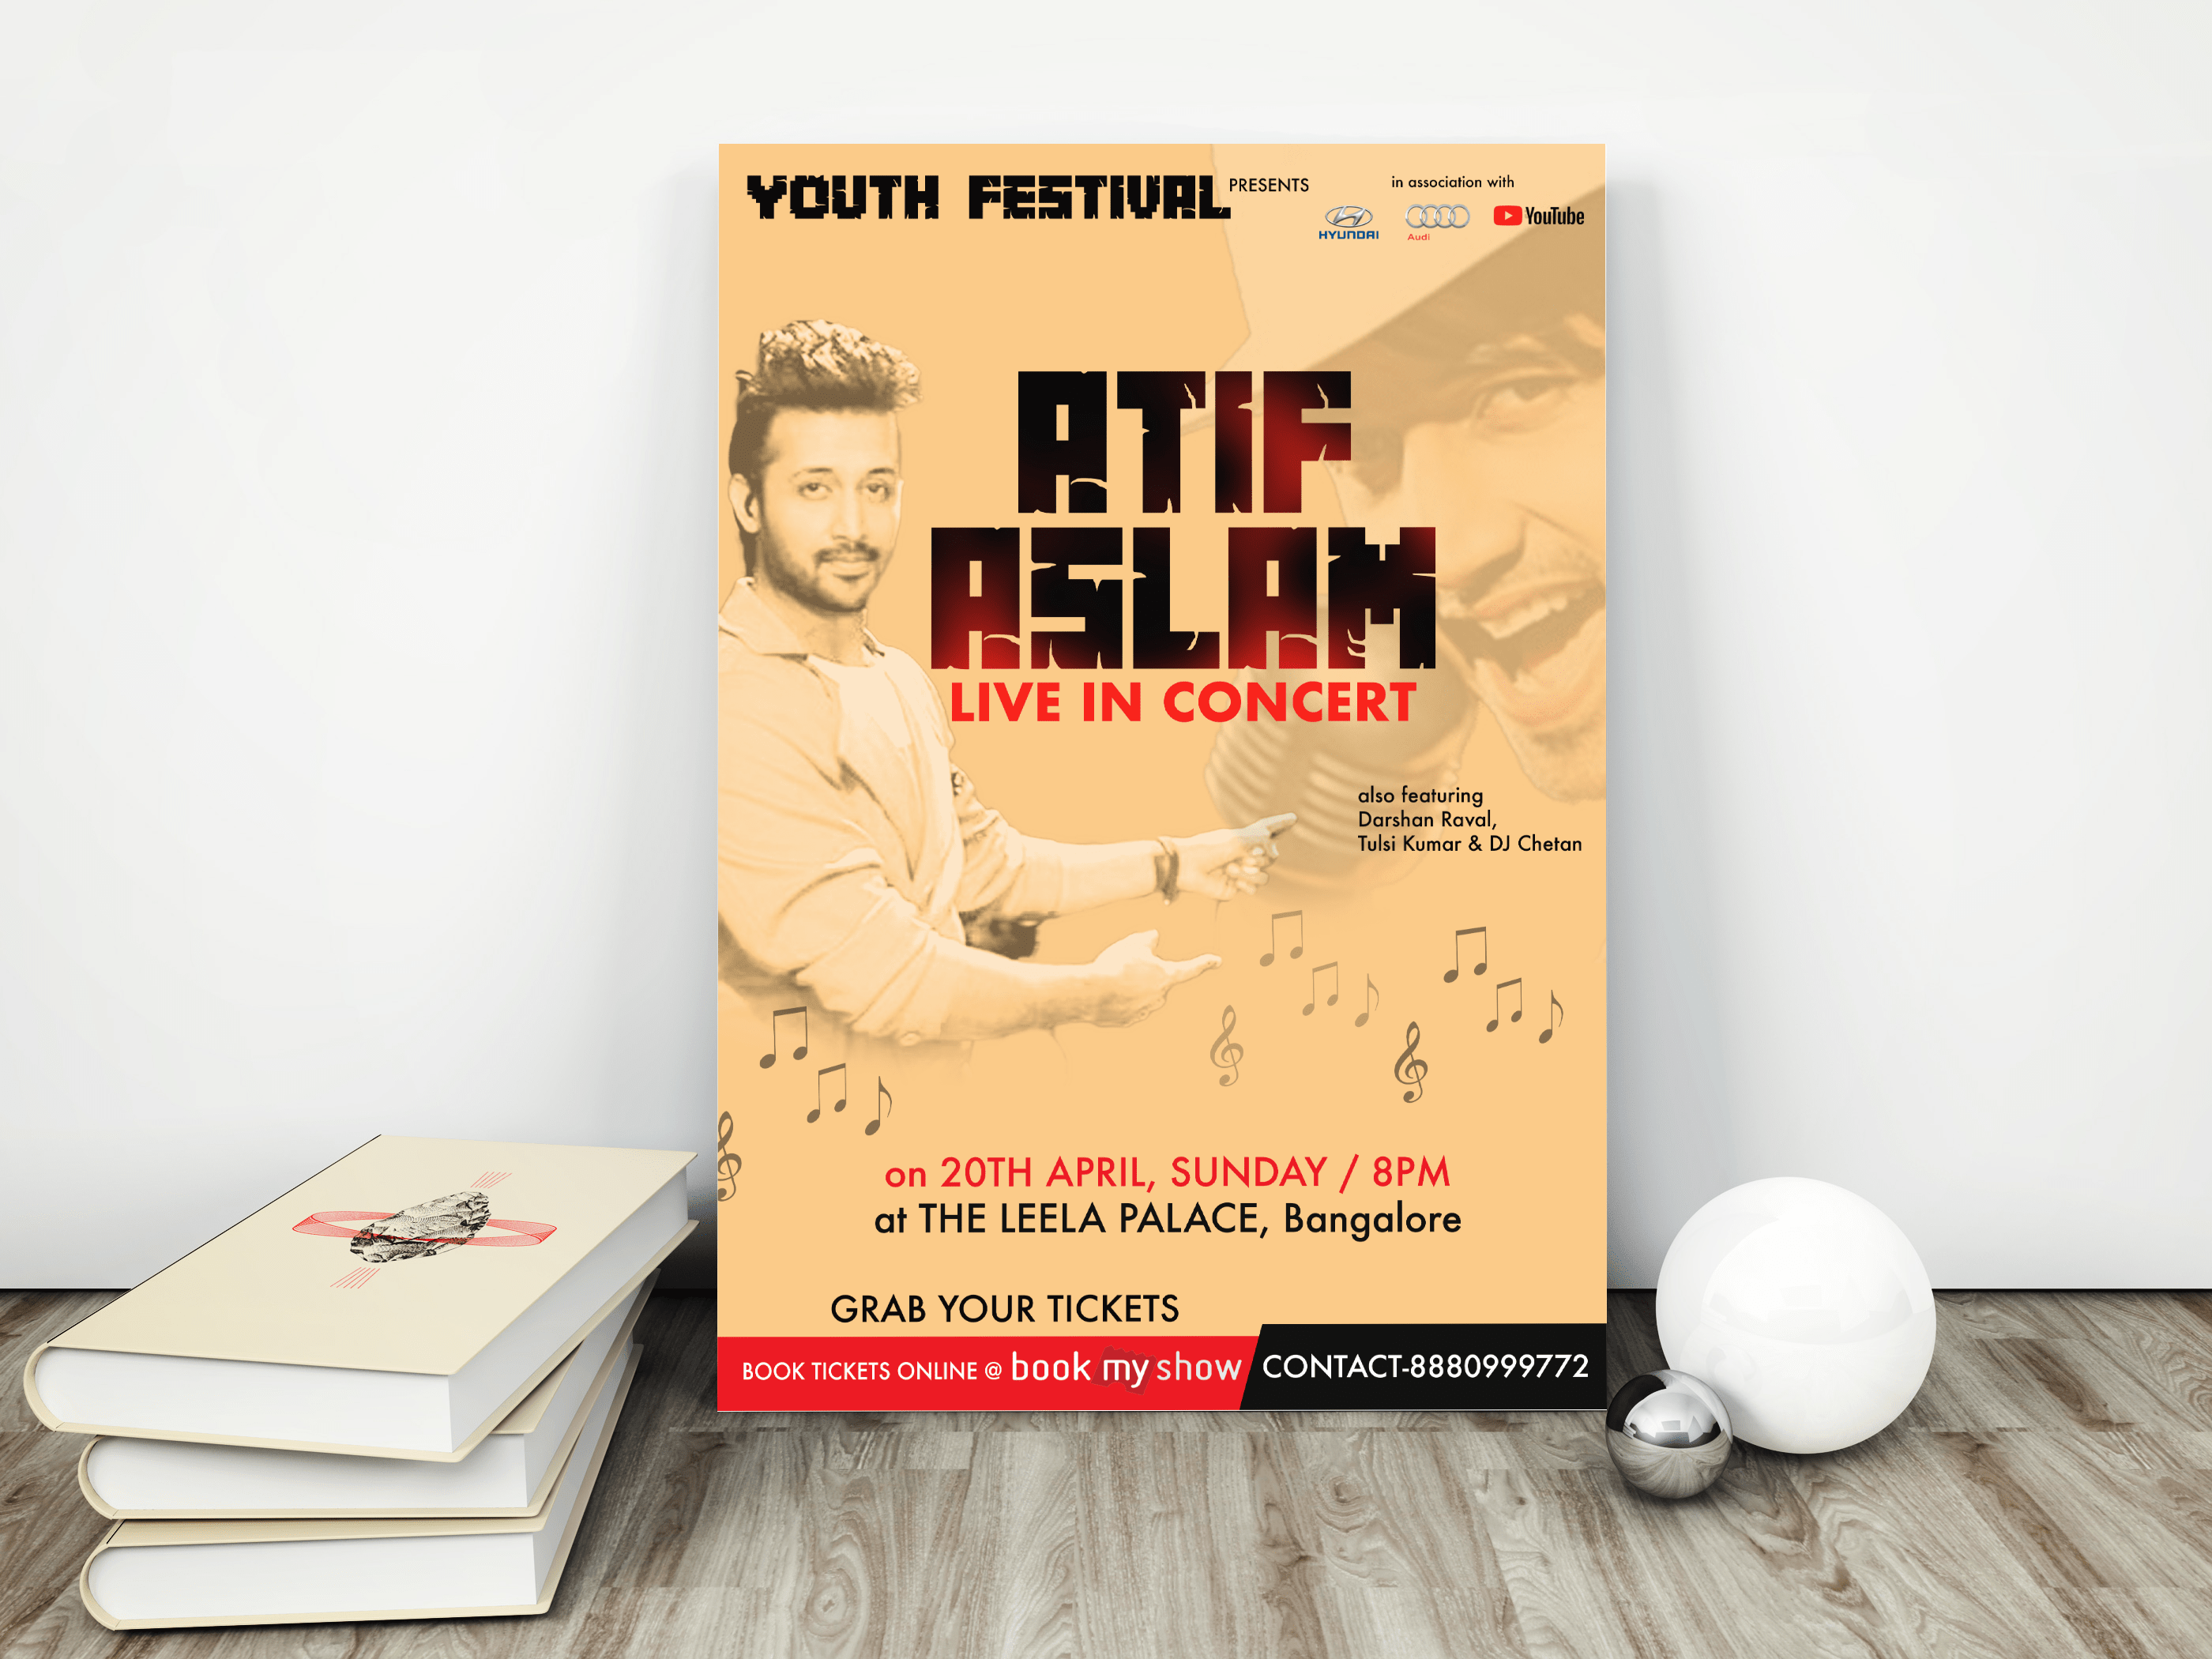 YOUTH FESTIVAL PRESENTS
in association with
HYUNDAI Audi YouTube
ATIF
ASLAM
LIVE IN CONCERT
also featuring
Darshan Raval,
Tulsi Kumar & DJ Chetan
on 20TH APRIL, SUNDAY / 8PM
at THE LEELA PALACE, Bangalore
GRAB YOUR TICKETS
BOOK TICKETS ONLINE @ book my show CONTACT-8880999772